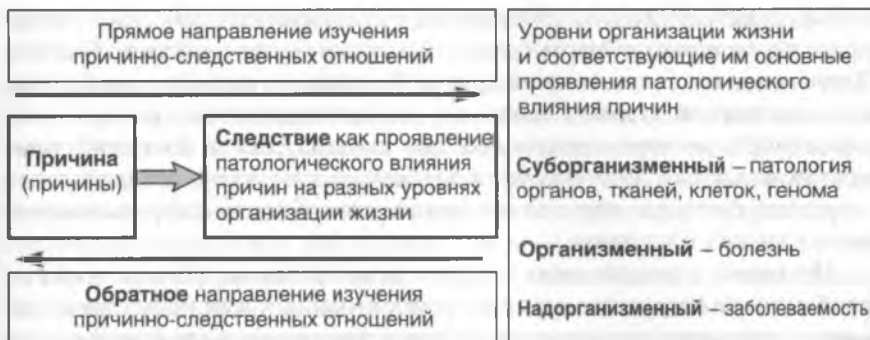 Прямое направление изучения
причинно-следственных отношений
Причина
(причины)
Следствие как проявление
патологического влияния
причин на разных уровнях
организации жизни
Обратное направление изучения
причинно-следственных отношений
Уровни организации жизни
и соответствующие им основные
проявления патологического
влияния причин
Суборганизменный – патология
органов, тканей, клеток, генома
Организменный – болезнь
Надорганизменный – заболеваемость